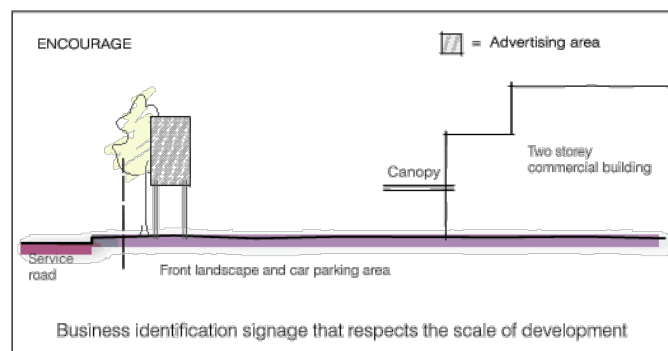 ENCOURAGE
= Advertising area
Two storey
commercial building
Canopy
Service
road
Front landscape and car parking area
Business identification signage that respects the scale of development